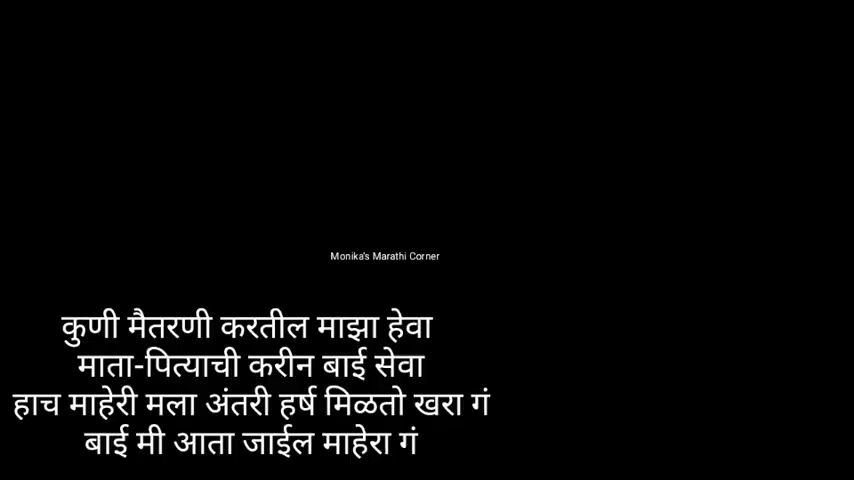 Monika's Marathi Corner
कुणी मैतरणी करतील माझा हेवा
माता-पित्याची करीन बाई सेवा
हाच माहेरी मला अंतरी हर्ष मिळतो खरा गं
बाई मी आता जाईल माहेरा गं